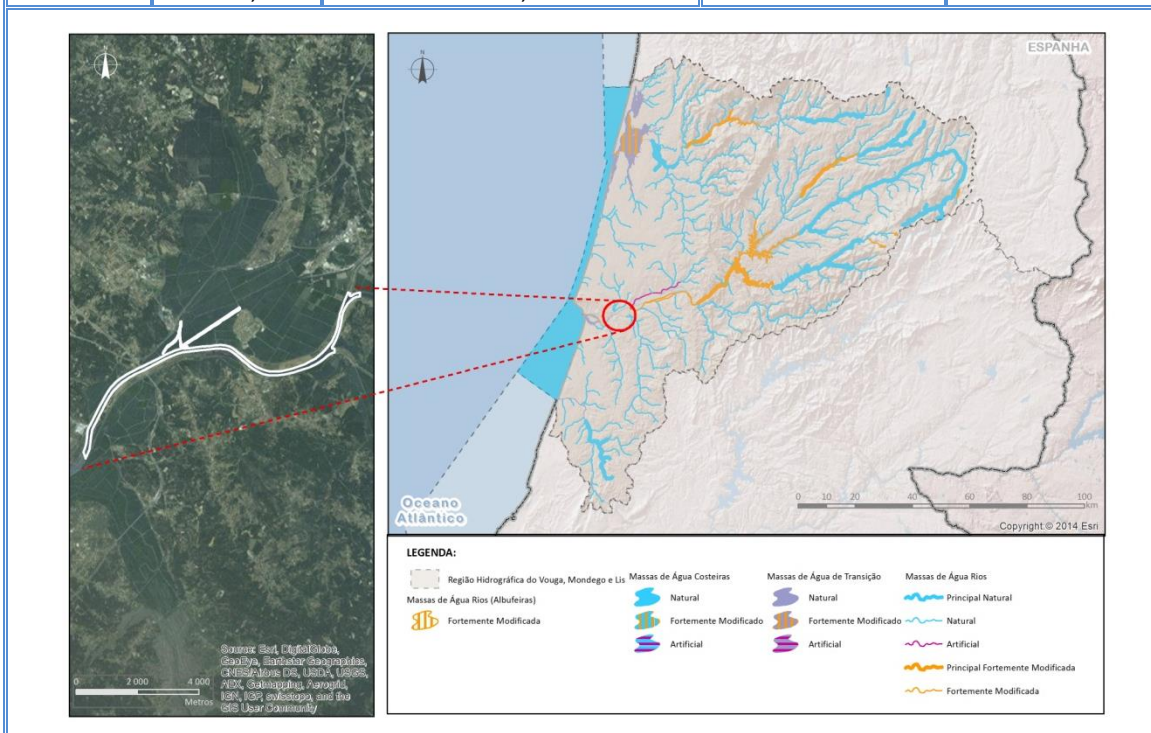 N
Source: Esri, DigitalGlobe,
GeoEye, Earthstar Geographics,
CNES/Airbus DS, USDA, USGS,
AEX, Getmapping, Aerogrid,
IGN, IGP, swisstopo, and the
GIS User Community
0 2 000 4 000
Metros
N
ESPANHA
Oceano
Atlântico
0 10 20 40 60 80 100
km
Copyright © 2014 Esri
LEGENDA:
Região Hidrográfica do Vouga, Mondego e Lis
Massas de Água Rios (Albufeiras)
Fortemente Modificada
Massas de Água Costeiras
Natural
Fortemente Modificado
Artificial
Massas de Água de Transição
Natural
Fortemente Modificado
Artificial
Massas de Água Rios
Principal Natural
Natural
Artificial
Principal Fortemente Modificada
Fortemente Modificada